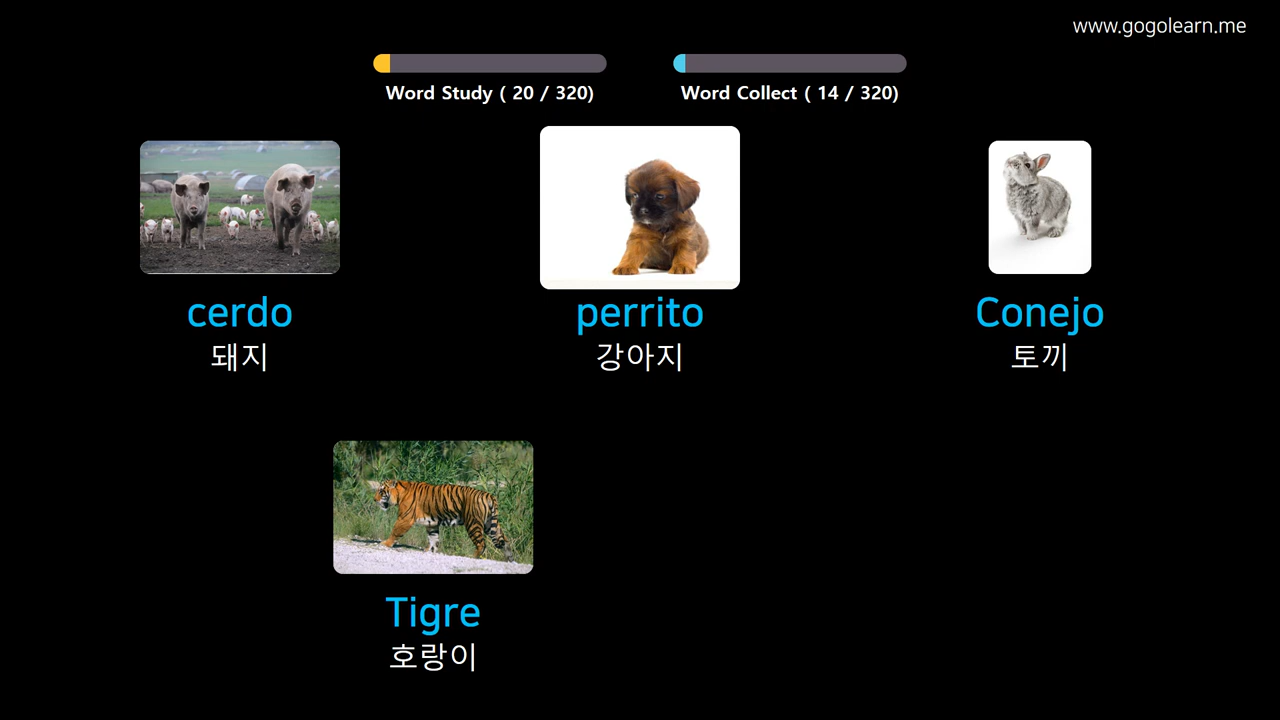 www.gogolearn.me
Word Study ( 20 / 320)
Word Collect ( 14 / 320)
cerdo
돼지
perrito
강아지
Conejo
토끼
Tigre
호랑이